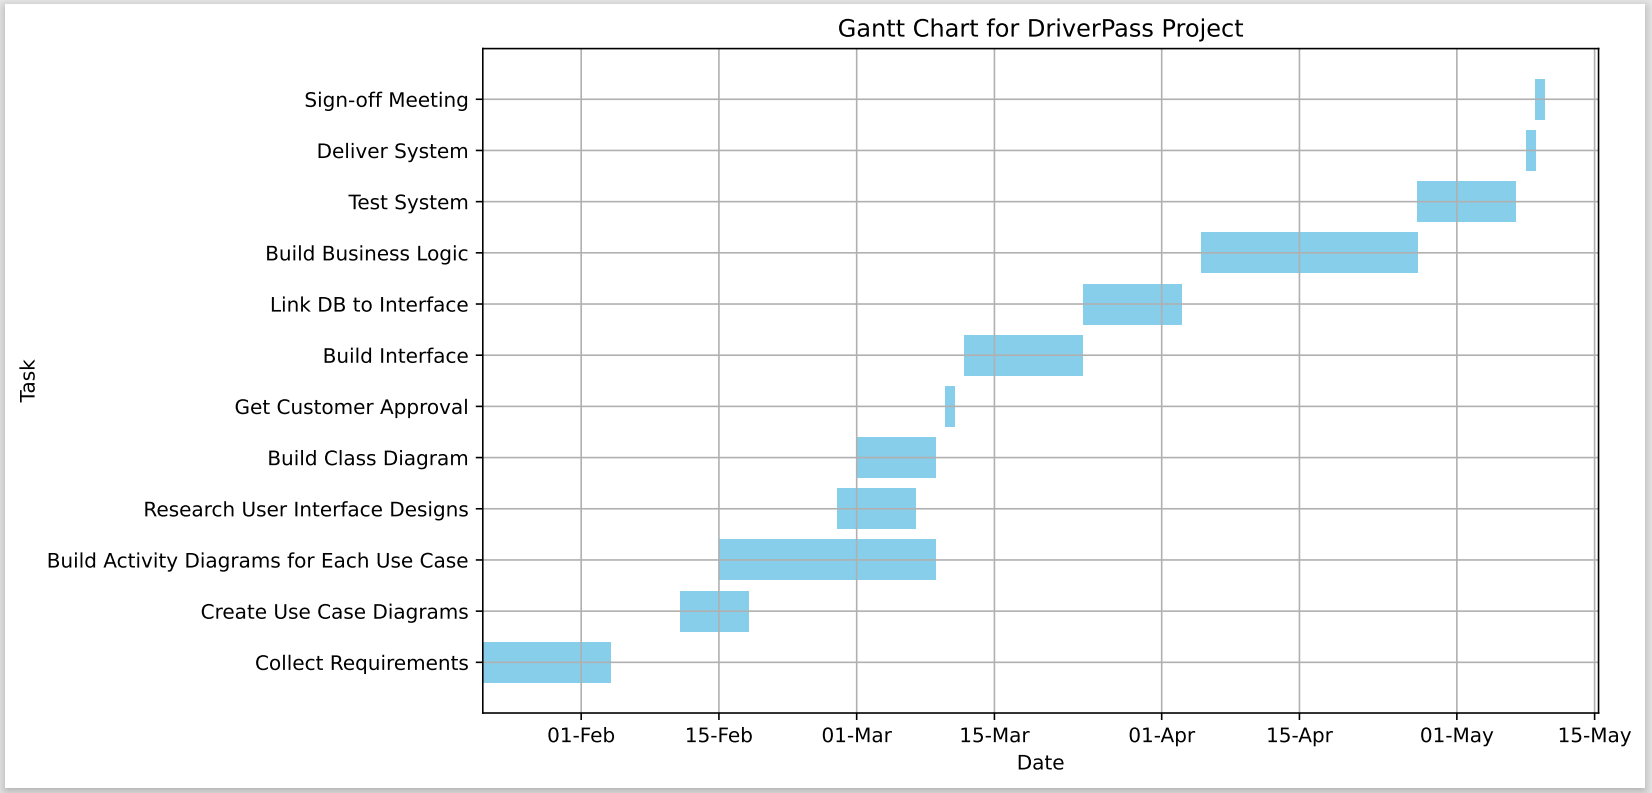 Gantt Chart for DriverPass Project
Sign-off Meeting
Deliver System
Test System
Build Business Logic
Link DB to Interface
Build Interface
Get Customer Approval
Build Class Diagram
Research User Interface Designs
Build Activity Diagrams for Each Use Case
Create Use Case Diagrams
Collect Requirements
Task
01-Feb 15-Feb 01-Mar 15-Mar 01-Apr 15-Apr 01-May 15-May
Date